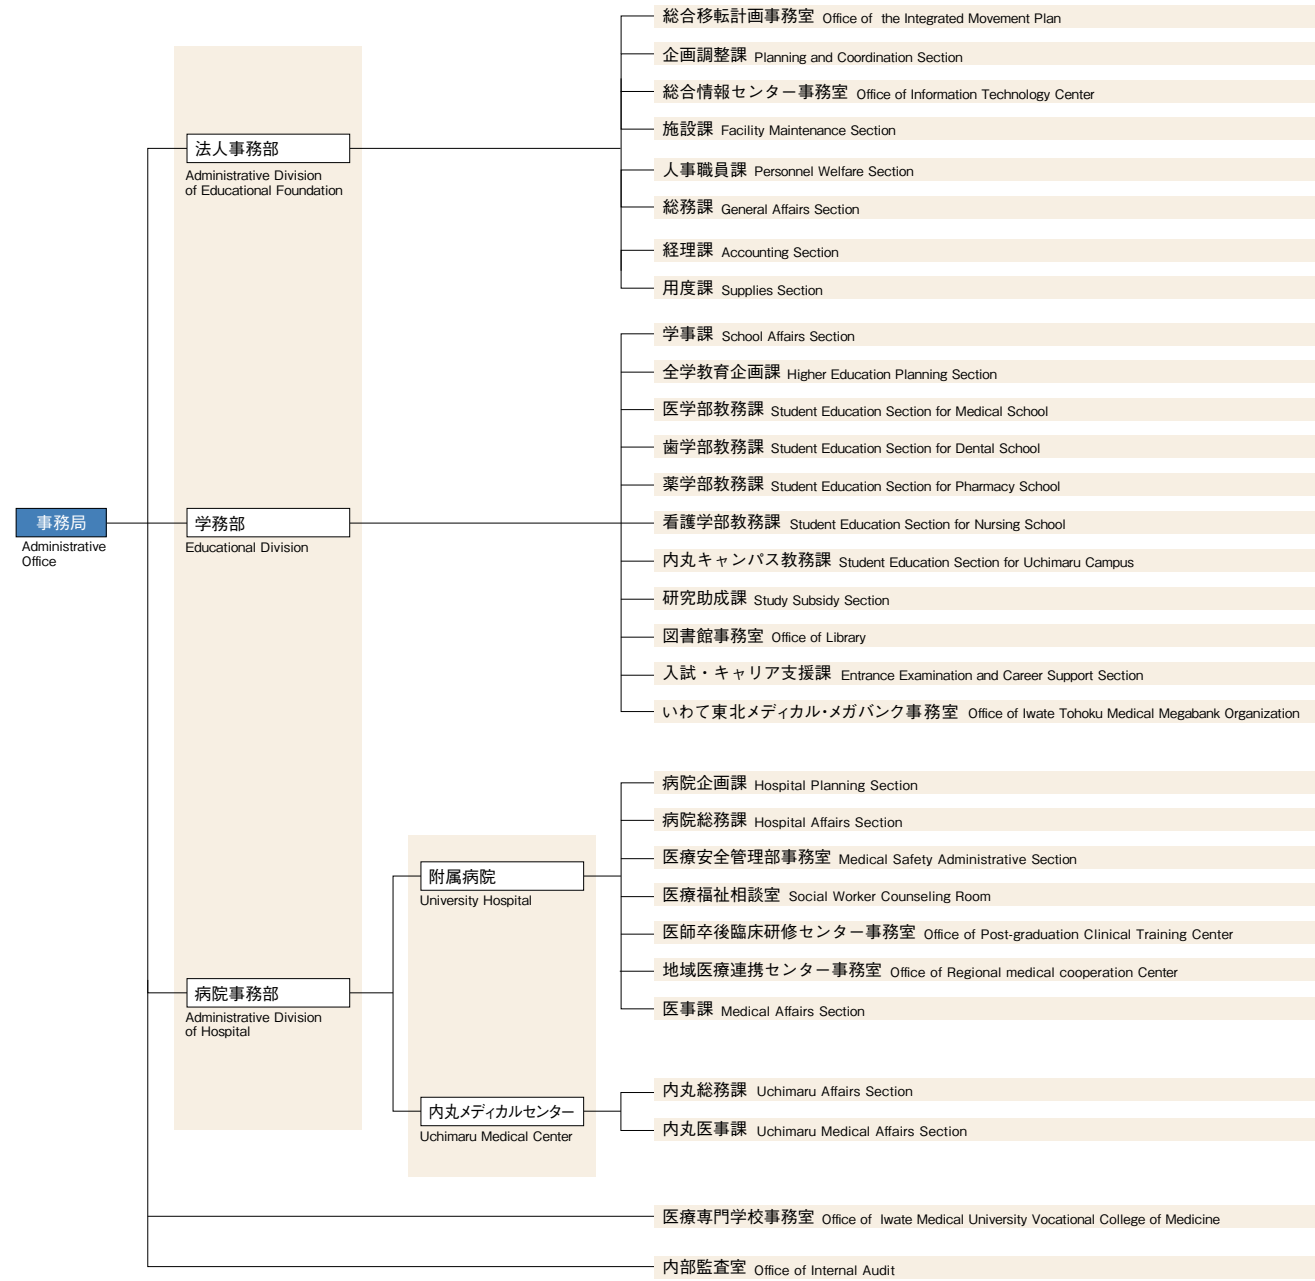 事務局
Administrative
Office
法人事務部
Administrative Division
of Educational Foundation
総合移転計画事務室 Office of the Integrated Movement Plan
企画調整課 Planning and Coordination Section
総合情報センター事務室 Office of Information Technology Center
施設課 Facility Maintenance Section
人事職員課 Personnel Welfare Section
総務課 General Affairs Section
経理課 Accounting Section
用度課 Supplies Section
学務部
Educational Division
学事課 School Affairs Section
全学教育企画課 Higher Education Planning Section
医学部教務課 Student Education Section for Medical School
歯学部教務課 Student Education Section for Dental School
薬学部教務課 Student Education Section for Pharmacy School
看護学部教務課 Student Education Section for Nursing School
内丸キャンパス教務課 Student Education Section for Uchimaru Campus
研究助成課 Study Subsidy Section
図書館事務室 Office of Library
入試・キャリア支援課 Entrance Examination and Career Support Section
いわて東北メディカル・メガバンク事務室 Office of Iwate Tohoku Medical Megabank Organization
病院事務部
Administrative Division
of Hospital
附属病院
University Hospital
病院企画課 Hospital Planning Section
病院総務課 Hospital Affairs Section
医療安全管理部事務室 Medical Safety Administrative Section
医療福祉相談室 Social Worker Counseling Room
医師卒後臨床研修センター事務室 Office of Post-graduation Clinical Training Center
地域医療連携センター事務室 Office of Regional medical cooperation Center
医事課 Medical Affairs Section
内丸メディカルセンター
Uchimaru Medical Center
内丸総務課 Uchimaru Affairs Section
内丸医事課 Uchimaru Medical Affairs Section
医療専門学校事務室 Office of Iwate Medical University Vocational College of Medicine
内部監査室 Office of Internal Audit